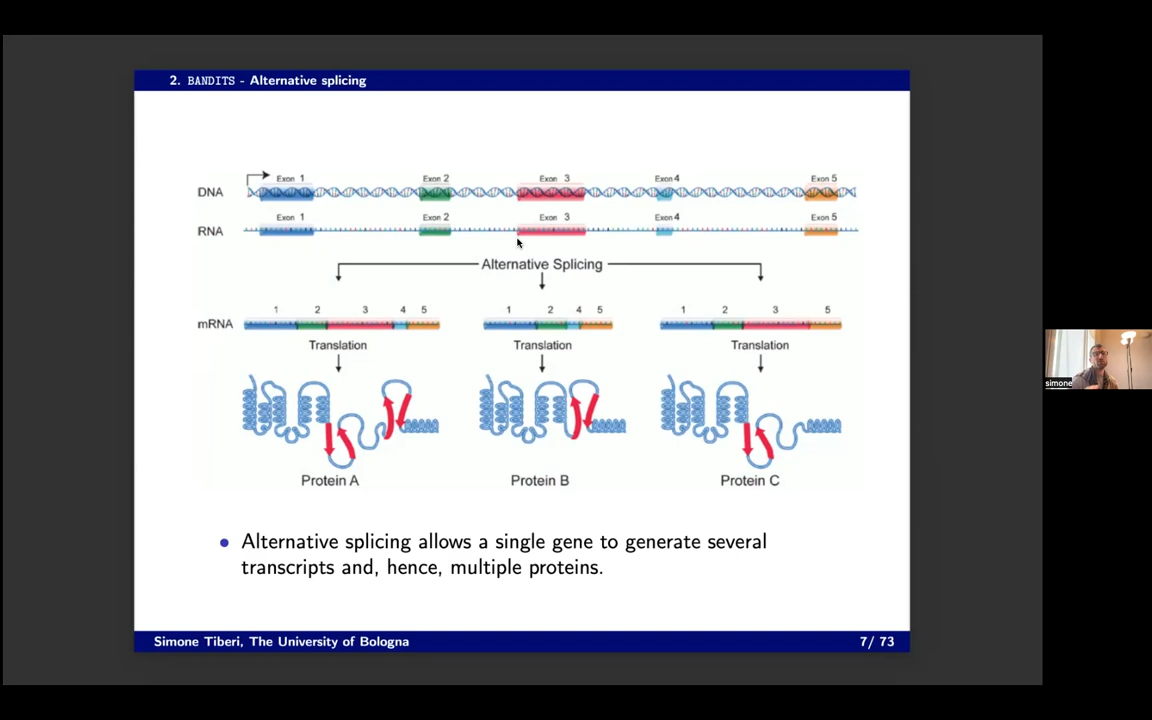 2. BANDITS - Alternative splicing
Exon 1 Exon 2 Exon 3 Exon 4 Exon 5
DNA
Exon 1 Exon 2 Exon 3 Exon 4 Exon 5
RNA
Alternative Splicing
1 2 3 4 5 1 2 4 5 1 2 3 5
mRNA
Translation Translation Translation
Protein A Protein B Protein C
• Alternative splicing allows a single gene to generate several
transcripts and, hence, multiple proteins.
Simone Tiberi, The University of Bologna 7/ 73
simone